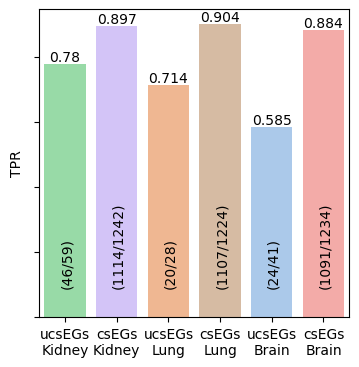 0.78
0.897
0.714
0.904
0.585
0.884
TPR
(46/59)
(1114/1242)
(20/28)
(1107/1224)
(24/41)
(1091/1234)
ucsEGs
Kidney
csEGs
Kidney
ucsEGs
Lung
csEGs
Lung
ucsEGs
Brain
csEGs
Brain